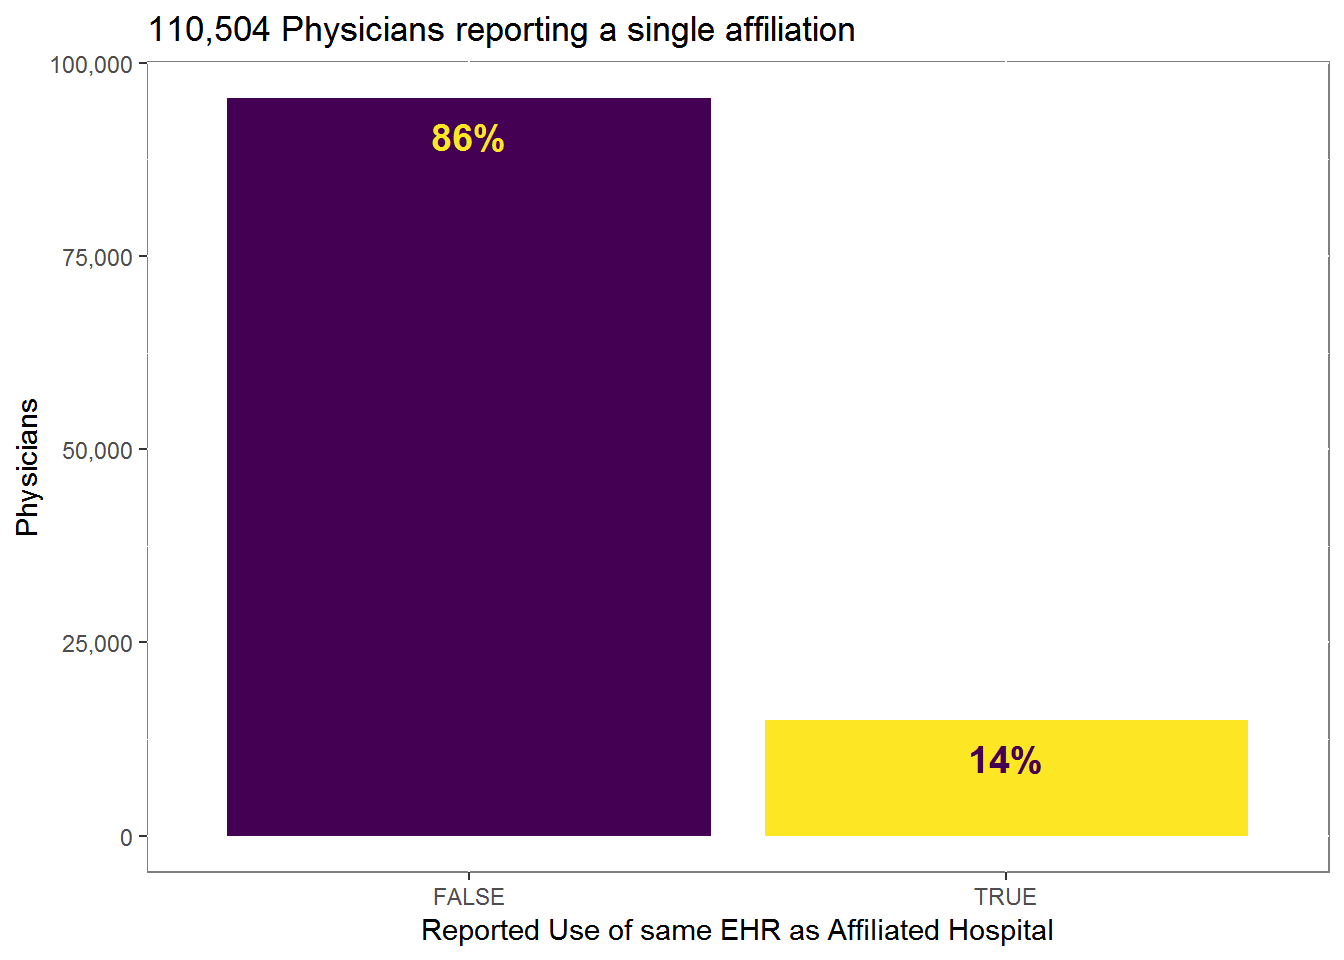 110,504 Physicians reporting a single affiliation
100,000
75,000
50,000
25,000
0
Physicians
86%
14%
FALSE
TRUE
Reported Use of same EHR as Affiliated Hospital